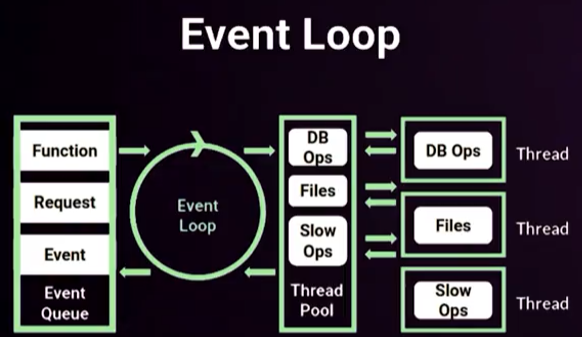 Event Loop
Function
Request
Event
Event
Queue
Event
Loop
DB
Ops
Files
Slow
Ops
Thread
Pool
DB Ops
Thread
Files
Thread
Slow
Ops
Thread